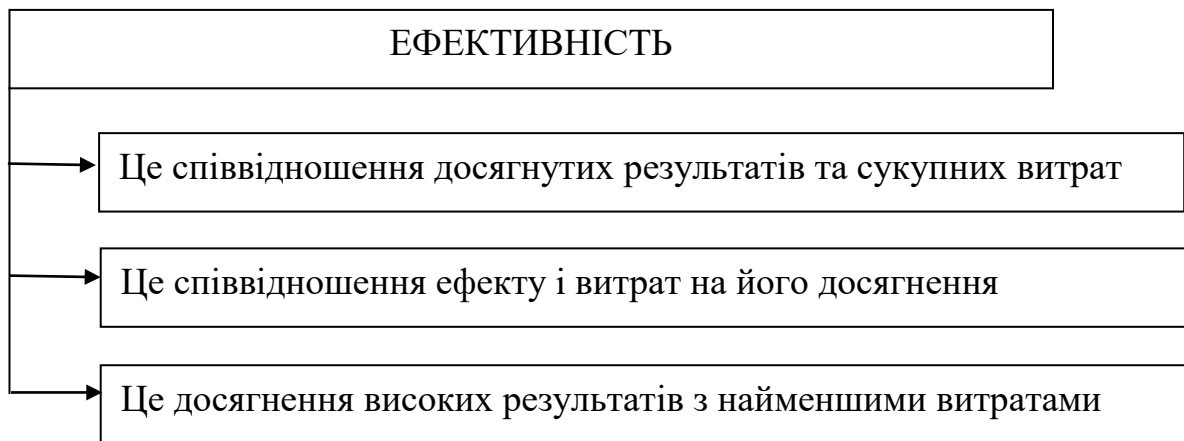 ЕФЕКТИВНІСТЬ
Це співвідношення досягнутих результатів та сукупних витрат
Це співвідношення ефекту і витрат на його досягнення
Це досягнення високих результатів з найменшими витратами